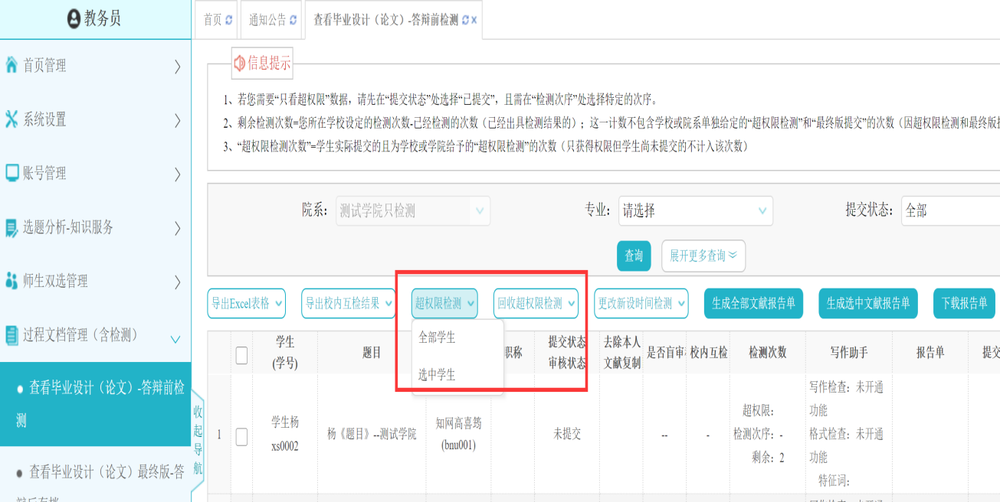 教务员
首页
通知公告
查看毕业设计（论文）-答辩前检测
首页管理
系统设置
账号管理
选题分析-知识服务
师生双选管理
过程文档管理（含检测）
查看毕业设计（论文）-答辩前检
测
查看毕业设计（论文）最终版-答
收起导航
信息提示
1、若您需要“只看超权限”数据，请先在“提交状态”处选择“已提交”，且需在“检测次序”处选择特定的次序。
2、剩余检测次数=您所在学校设定的检测次数-已经检测的次数（已经出具检测结果的）；这一计数不包含学校或院系单独给定的“超权限检测”和“最终版提交”的次数（因超权限检测和最终版
3、“超权限检测次数”=学生实际提交的且为学校或学院给予的“超权限检测”的次数（只获得权限但学生尚未提交的不计入该次数）
院系： 测试学院只检测 专业： 请选择 提交状态： 全部
查询 展开更多查询
导出Excel表格 导出校内互检结果 超权限检测 回收超权限检测 更改新设时间检测 生成全部文献报告单 生成选中文献报告单 下载报告单
全部学生
选中学生
学生
(学号)
题目
职称
提交状态
审核状态
去除本人
文献复制
是否盲审
校内互检
检测次数
写作助手
报告单
提交
1
学生杨
xs0002
杨《题目》--测试学院
知网高喜筠
(bnu001)
未提交
--
-
超权限：
检测次序：-
剩余：2
写作检查：未开通
功能
格式检查：未开通
功能
特征词：